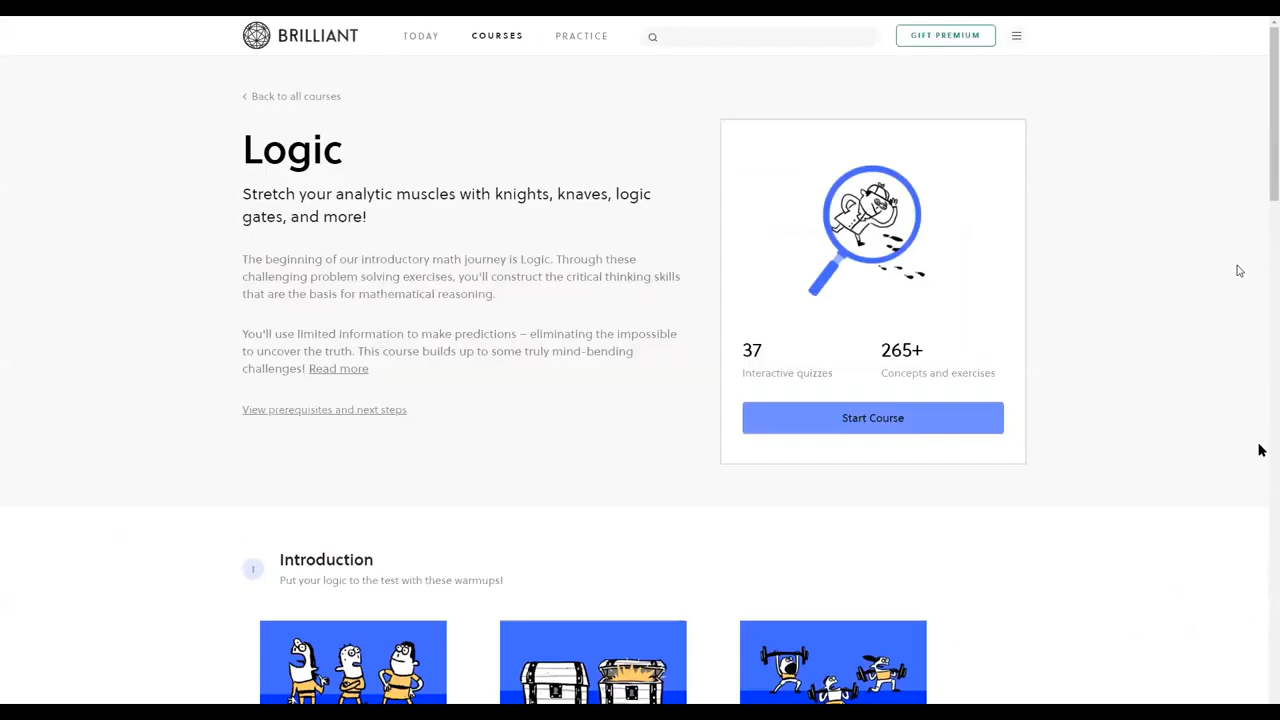 BRILLIANT TODAY COURSES PRACTICE GIFT PREMIUM
< Back to all courses
Logic
Stretch your analytic muscles with knights, knaves, logic
gates, and more!
The beginning of our introductory math journey is Logic. Through these
challenging problem solving exercises, you'll construct the critical thinking skills
that are the basis for mathematical reasoning.
You'll use limited information to make predictions – eliminating the impossible
to uncover the truth. This course builds up to some truly mind-bending
challenges! Read more
View prerequisites and next steps
37 265+
Interactive quizzes Concepts and exercises
Start Course
1
Introduction
Put your logic to the test with these warmups!